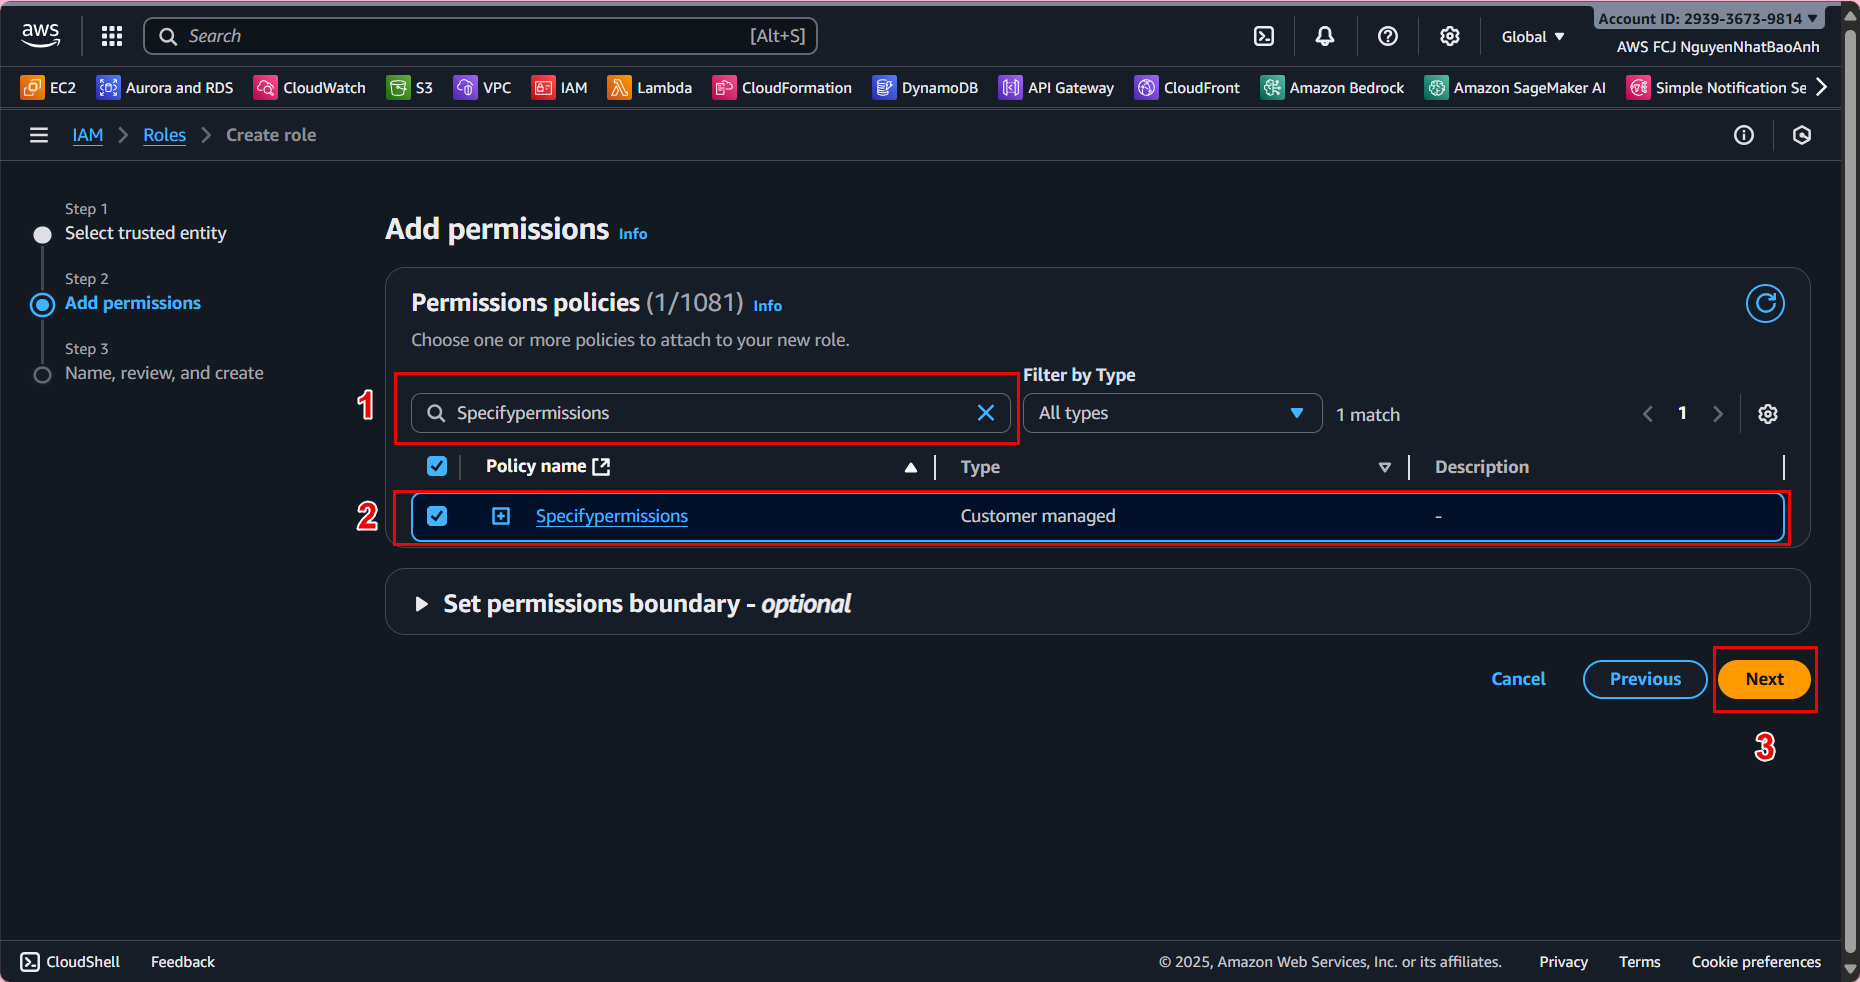 aws
Search
[Alt+S]
Global
Account ID: 2939-3673-9814
AWS FCJ NguyenNhatBaoAnh
EC2
Aurora and RDS
CloudWatch
S3
VPC
IAM
Lambda
CloudFormation
DynamoDB
API Gateway
CloudFront
Amazon Bedrock
Amazon SageMaker AI
Simple Notification Se
IAM
Roles
Create role
Step 1
Select trusted entity
Step 2
Add permissions
Step 3
Name, review, and create
Add permissions Info
Permissions policies (1/1081) Info
Choose one or more policies to attach to your new role.
Filter by Type
1
Specifypermissions
All types
1 match
1
Policy name
Type
Description
2
Specifypermissions
Customer managed
-
Set permissions boundary - optional
Cancel
Previous
Next
3
CloudShell
Feedback
© 2025, Amazon Web Services, Inc. or its affiliates.
Privacy
Terms
Cookie preferences